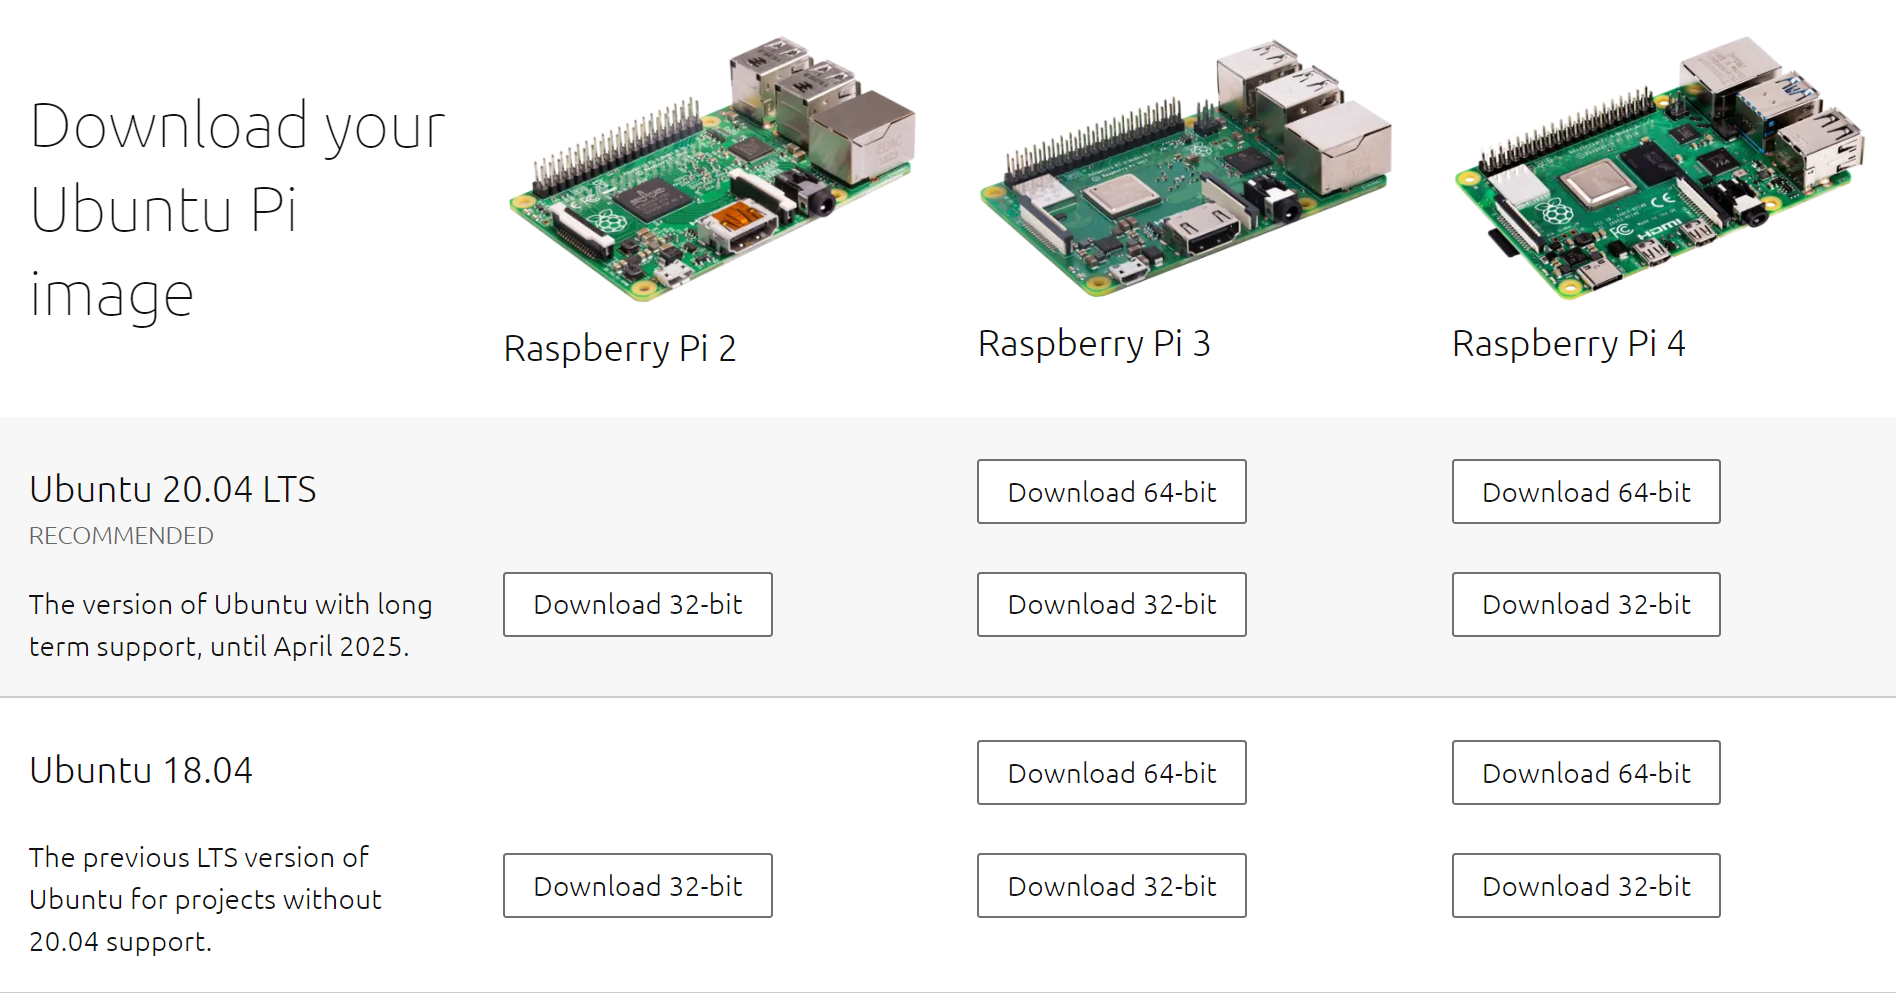 Download your
Ubuntu Pi
image
Raspberry Pi 2
Raspberry Pi 3
Raspberry Pi 4
Ubuntu 20.04 LTS
RECOMMENDED
The version of Ubuntu with long
term support, until April 2025.
Download 64-bit
Download 64-bit
Download 32-bit
Download 32-bit
Download 32-bit
Ubuntu 18.04
The previous LTS version of
Ubuntu for projects without
20.04 support.
Download 64-bit
Download 64-bit
Download 32-bit
Download 32-bit
Download 32-bit
HDMI